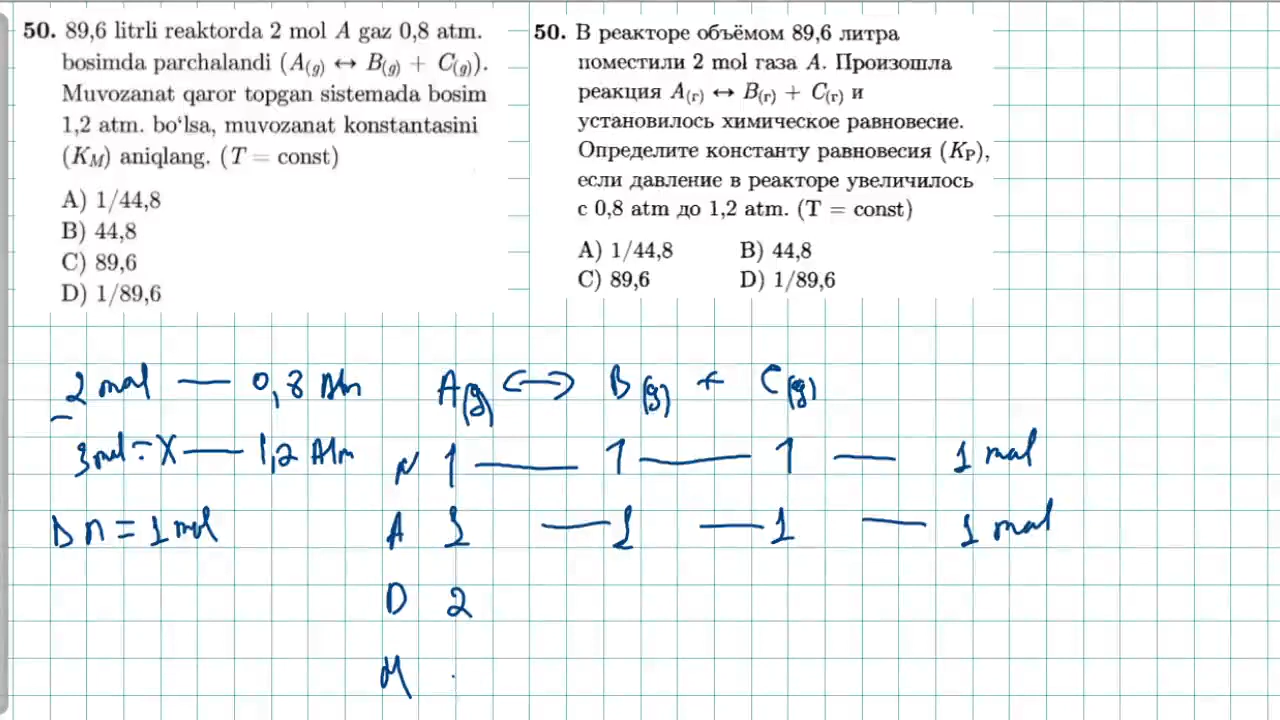 50. 89,6 litrli reaktorda 2 mol A gaz 0,8 atm.
bosimda parchalandi (A(g) ↔ B(g) + C(g)).
Muvozanat qaror topgan sistemada bosim
1,2 atm. bo‘lsa, muvozanat konstantasini
(KM) aniqlang. (T = const)
A) 1/44,8
B) 44,8
C) 89,6
D) 1/89,6
50. В реакторе объёмом 89,6 литра
поместили 2 mol газа A. Произошла
реакция A(г) ↔ B(г) + C(г) и
установилось химическое равновесие.
Определите константу равновесия (KP),
если давление в реакторе увеличилось
с 0,8 atm до 1,2 atm. (T = const)
A) 1/44,8 B) 44,8
C) 89,6 D) 1/89,6
2 mol — 0,8 Atm
3 mol = X — 1,2 Atm
Δn = 1 mol
A(g) ↔ B(g) + C(g)
N 1 — 1 — 1 — 1 mol
A 1 — 1 — 1 — 1 mol
D 2
M